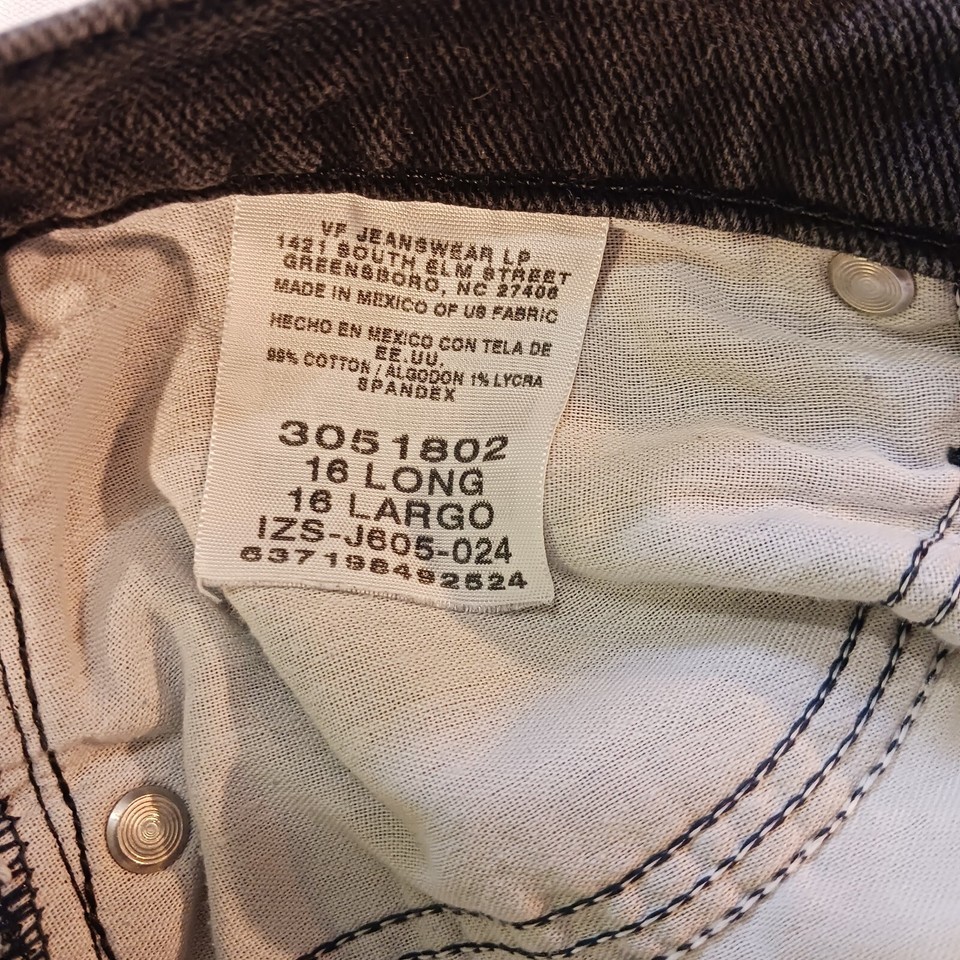 VF JEANSWEAR LP
1421 SOUTH ELM STREET
GREENSBORO, NC 27406
MADE IN MEXICO OF US FABRIC
HECHO EN MEXICO CON TELA DE
EE.UU.
99% COTTON / ALGODON 1% LYCRA
SPANDEX
3051802
16 LONG
16 LARGO
IZS-J605-024
637198492524